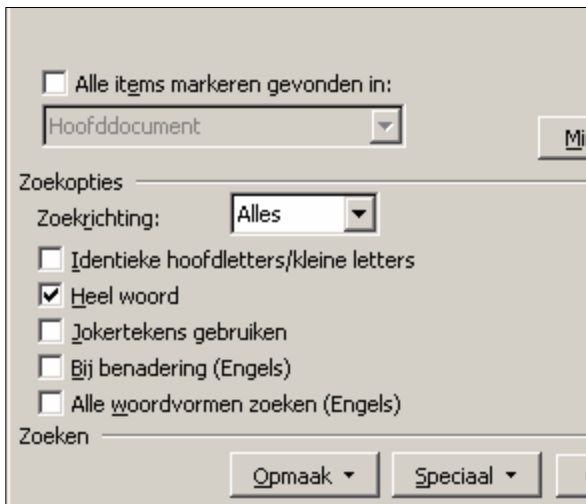 Alle items markeren gevonden in:
Hoofddocument
Mi
Zoekopties
Zoekrichting: Alles
Identieke hoofdletters/kleine letters
Heel woord
Jokertekens gebruiken
Bij benadering (Engels)
Alle woordvormen zoeken (Engels)
Zoeken
Opmaak Speciaal